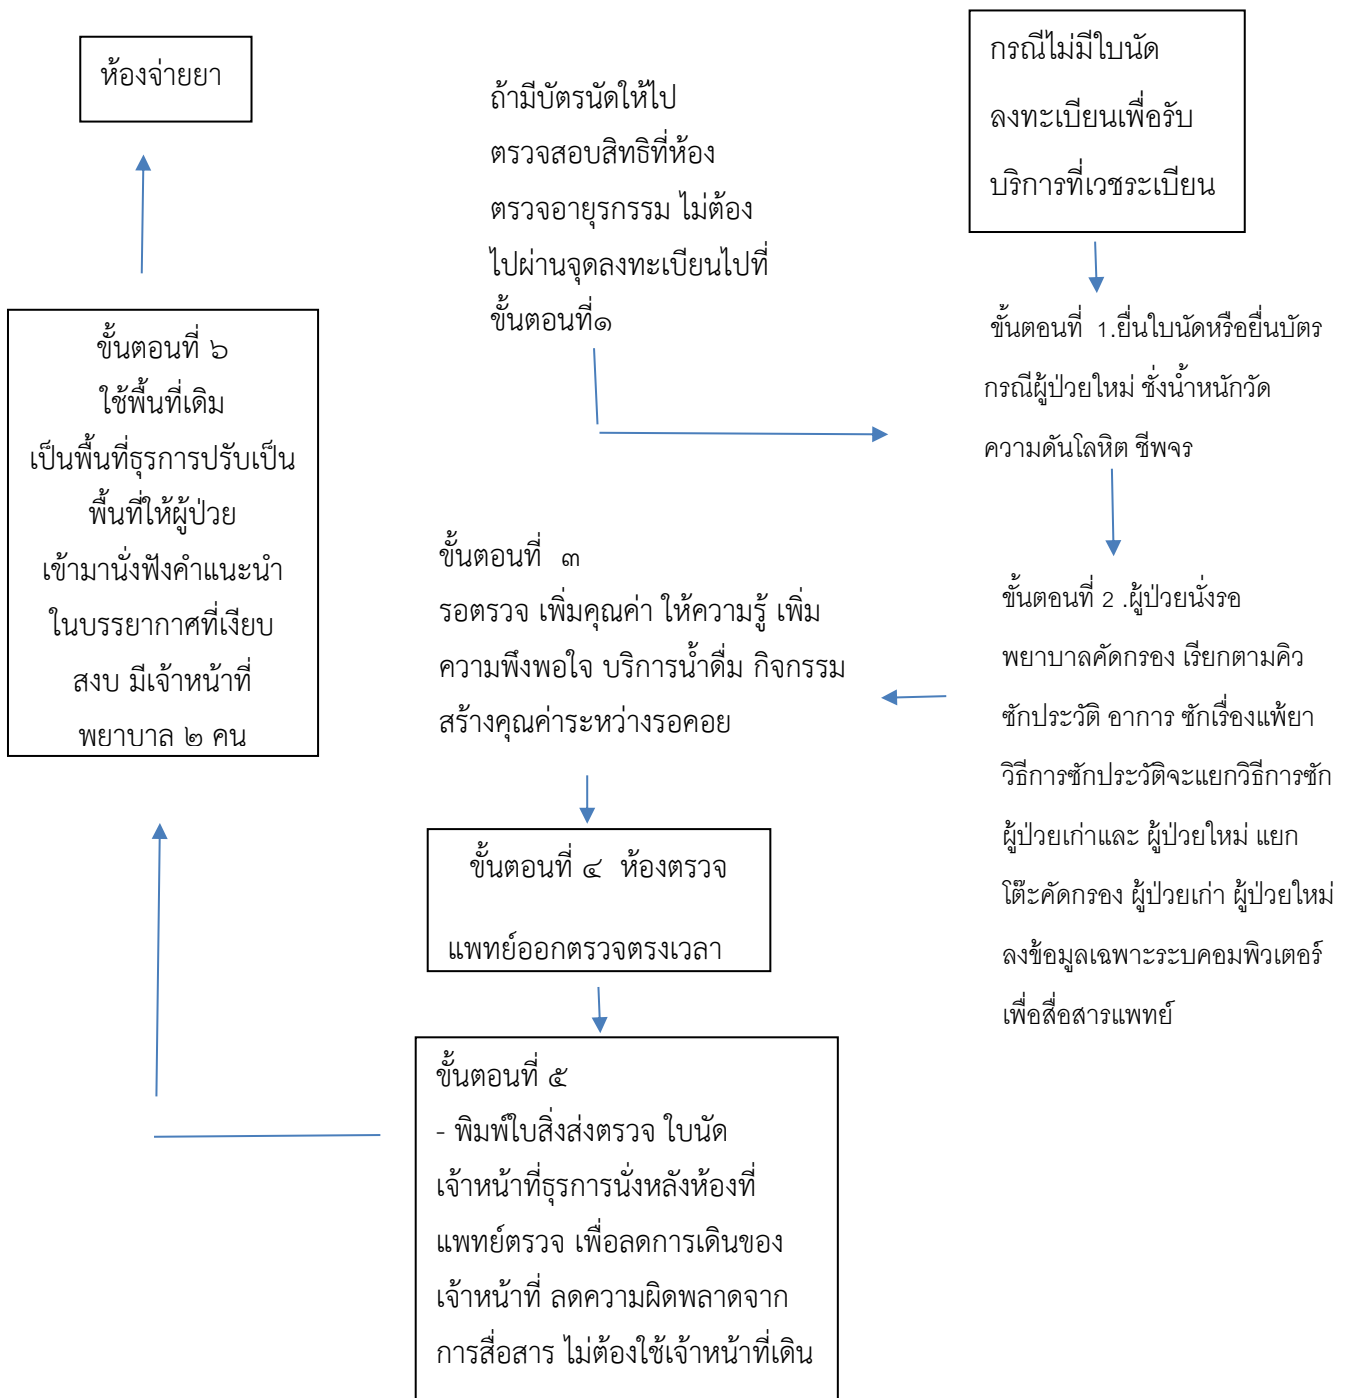 ห้องจ่ายยา
ถ้ามีบัตรนัดให้ไป
ตรวจสอบสิทธิที่ห้อง
ตรวจอายุรกรรม ไม่ต้อง
ไปผ่านจุดลงทะเบียนไปที่
ขั้นตอนที่๑
กรณีไม่มีใบนัด
ลงทะเบียนเพื่อรับ
บริการที่เวชระเบียน
ขั้นตอนที่ 1.ยื่นใบนัดหรือยื่นบัตร
กรณีผู้ป่วยใหม่ ชั่งน้ำหนักวัด
ความดันโลหิต ชีพจร
ขั้นตอนที่ 2 .ผู้ป่วยนั่งรอ
พยาบาลคัดกรอง เรียกตามคิว
ซักประวัติ อาการ ซักเรื่องแพ้ยา
วิธีการซักประวัติจะแยกวิธีการซัก
ผู้ป่วยเก่าและ ผู้ป่วยใหม่ แยก
โต๊ะคัดกรอง ผู้ป่วยเก่า ผู้ป่วยใหม่
ลงข้อมูลเฉพาะระบคอมพิวเตอร์
เพื่อสื่อสารแพทย์
ขั้นตอนที่ ๓
รอตรวจ เพิ่มคุณค่า ให้ความรู้ เพิ่ม
ความพึงพอใจ บริการน้ำดื่ม กิจกรรม
สร้างคุณค่าระหว่างรอคอย
ขั้นตอนที่ ๔ ห้องตรวจ
แพทย์ออกตรวจตรงเวลา
ขั้นตอนที่ ๕
- พิมพ์ใบสิ่งส่งตรวจ ใบนัด
เจ้าหน้าที่ธุรการนั่งหลังห้องที่
แพทย์ตรวจ เพื่อลดการเดินของ
เจ้าหน้าที่ ลดความผิดพลาดจาก
การสื่อสาร ไม่ต้องใช้เจ้าหน้าที่เดิน
ขั้นตอนที่ ๖
ใช้พื้นที่เดิม
เป็นพื้นที่ธุรการปรับเป็น
พื้นที่ให้ผู้ป่วย
เข้ามานั่งฟังคำแนะนำ
ในบรรยากาศที่เงียบ
สงบ มีเจ้าหน้าที่
พยาบาล ๒ คน